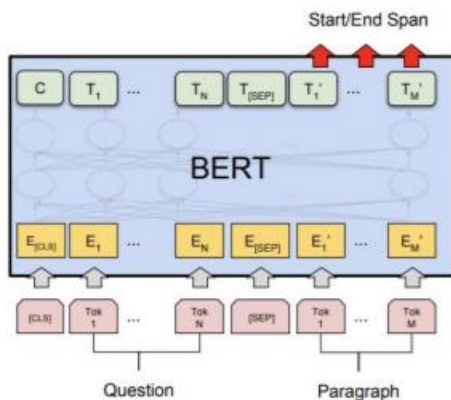 Start/End Span
C T1 ... TN T[SEP] T1' ... TM'
BERT
E[CLS] E1 ... EN E[SEP] E1' ... EM'
[CLS] Tok 1 ... Tok N [SEP] Tok 1 ... Tok M
Question Paragraph